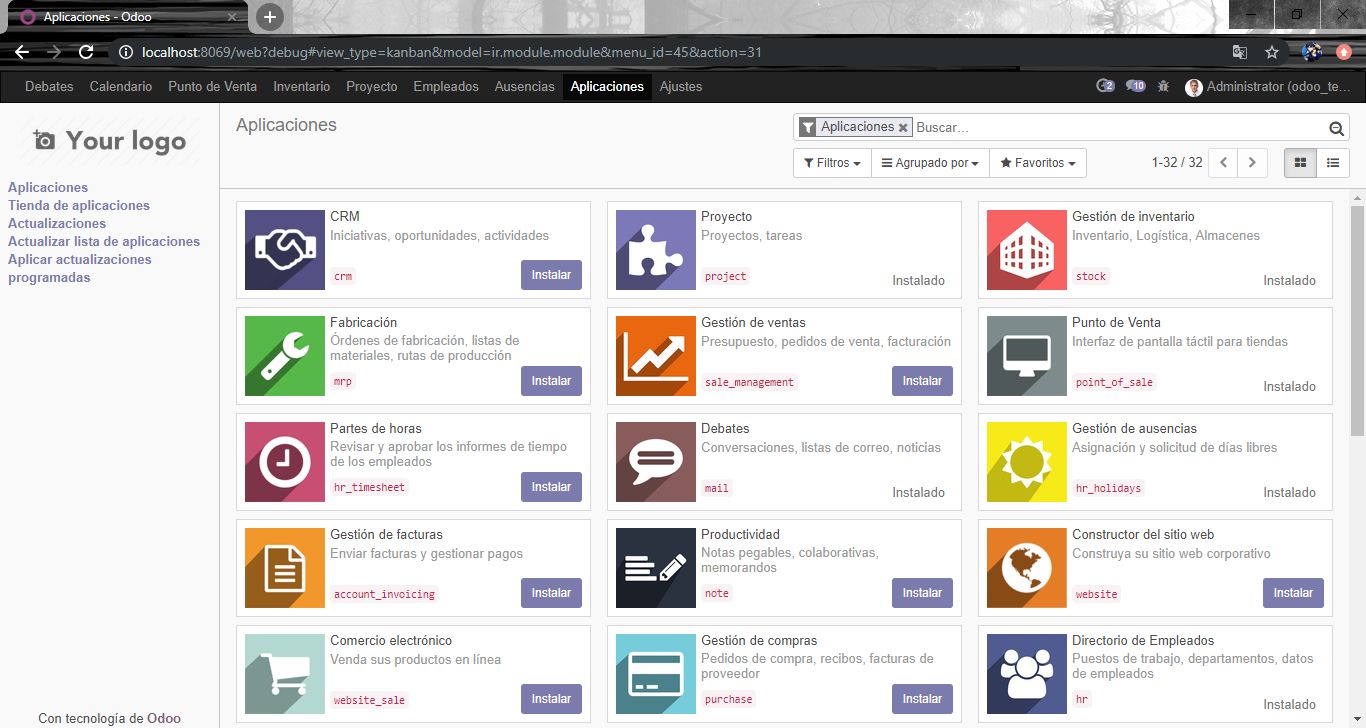 Aplicaciones - Odoo
localhost:8069/web?debug#view_type=kanban&model=ir.module.module&menu_id=45&action=31
Debates Calendario Punto de Venta Inventario Proyecto Empleados Ausencias Aplicaciones Ajustes 2 10 Administrator (odoo_te...
Your logo
Aplicaciones
Tienda de aplicaciones
Actualizaciones
Actualizar lista de aplicaciones
Aplicar actualizaciones
programadas
Con tecnología de Odoo
Aplicaciones
Aplicaciones Buscar...
Filtros Agrupado por Favoritos 1-32 / 32
CRM
Iniciativas, oportunidades, actividades
crm
Instalar
Proyecto
Proyectos, tareas
project
Instalado
Gestión de inventario
Inventario, Logística, Almacenes
stock
Instalado
Fabricación
Órdenes de fabricación, listas de
materiales, rutas de producción
mrp
Instalar
Gestión de ventas
Presupuesto, pedidos de venta, facturación
sale_management
Instalar
Punto de Venta
Interfaz de pantalla táctil para tiendas
point_of_sale
Instalado
Partes de horas
Revisar y aprobar los informes de tiempo
de los empleados
hr_timesheet
Instalar
Debates
Conversaciones, listas de correo, noticias
mail
Instalado
Gestión de ausencias
Asignación y solicitud de días libres
hr_holidays
Instalado
Gestión de facturas
Enviar facturas y gestionar pagos
account_invoicing
Instalar
Productividad
Notas pegables, colaborativas,
memorandos
note
Instalar
Constructor del sitio web
Construya su sitio web corporativo
website
Instalar
Comercio electrónico
Venda sus productos en línea
website_sale
Instalar
Gestión de compras
Pedidos de compra, recibos, facturas de
proveedor
purchase
Instalar
Directorio de Empleados
Puestos de trabajo, departamentos, datos
de empleados
hr
Instalado